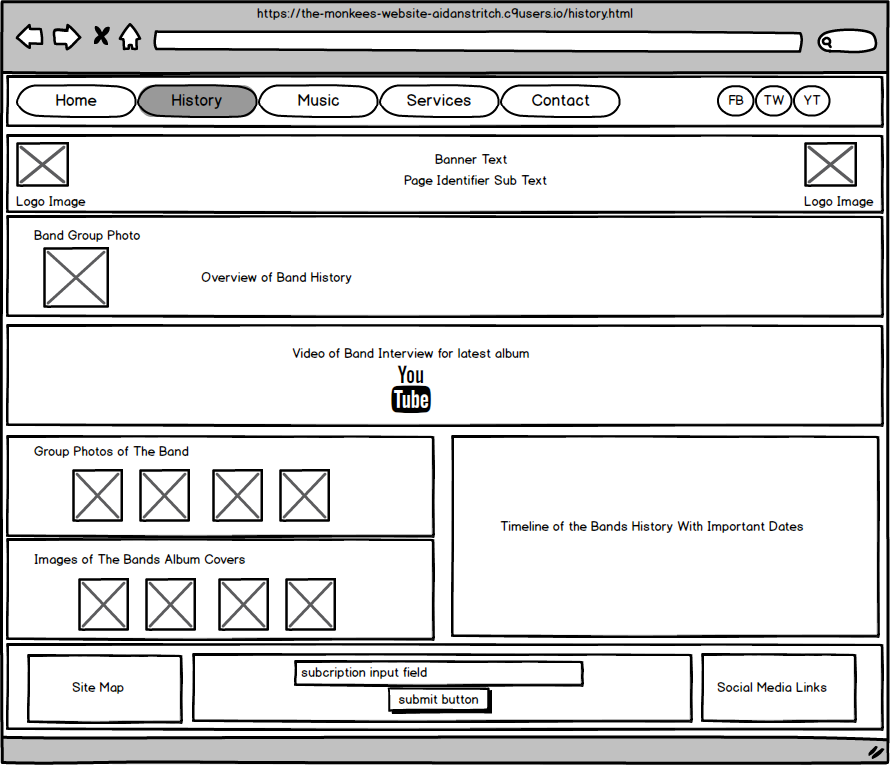 https://the-monkees-website-aidanstritch.c9users.io/history.html
Home History Music Services Contact FB TW YT
Banner Text
Page Identifier Sub Text
Logo Image Logo Image
Band Group Photo
Overview of Band History
Video of Band Interview for latest album
You
Tube
Group Photos of The Band
Timeline of the Bands History With Important Dates
Images of The Bands Album Covers
Site Map
subcription input field
submit button
Social Media Links